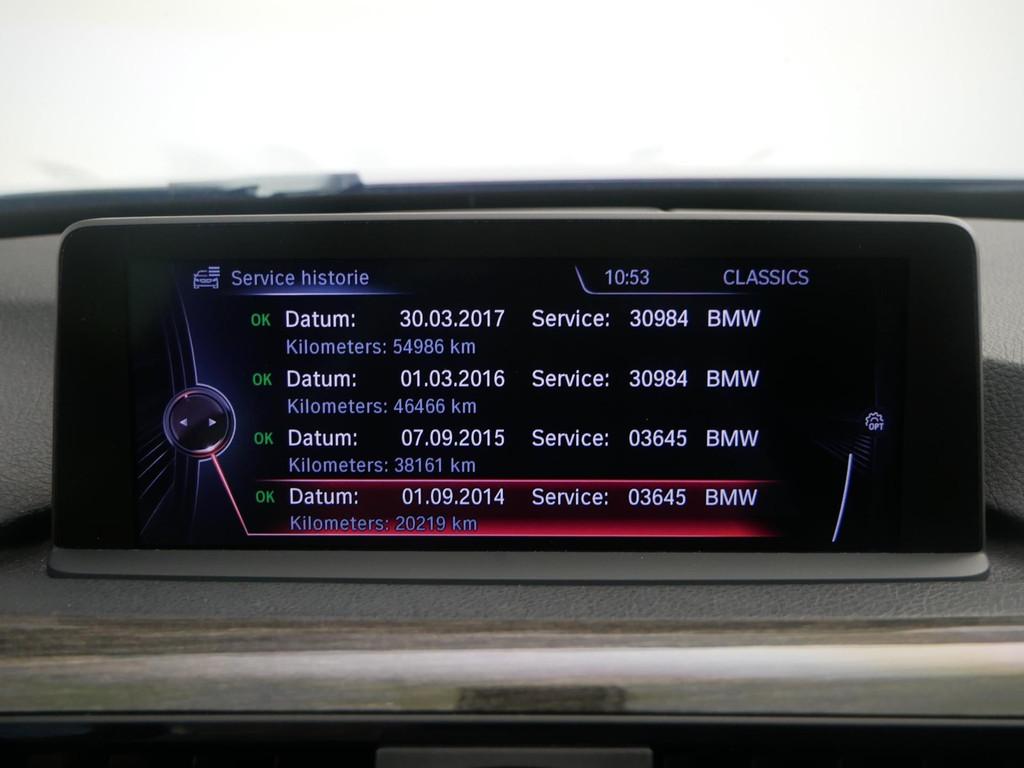 Service historie 10:53 CLASSICS
OK Datum: 30.03.2017 Service: 30984 BMW
Kilometers: 54986 km
OK Datum: 01.03.2016 Service: 30984 BMW
Kilometers: 46466 km
OK Datum: 07.09.2015 Service: 03645 BMW
Kilometers: 38161 km
OPT
OK Datum: 01.09.2014 Service: 03645 BMW
Kilometers: 20219 km